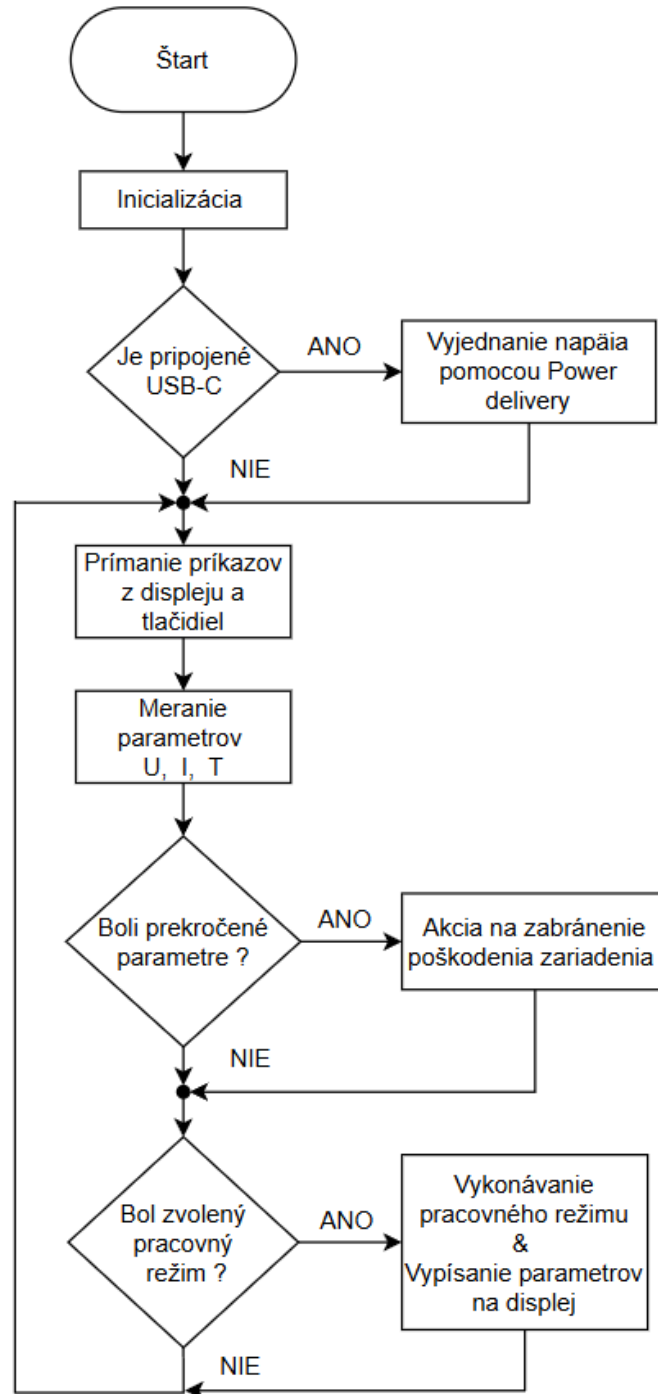 Štart
Inicializácia
Je pripojené
USB-C
ANO
Vyjednanie napäia
pomocou Power
delivery
NIE
Prímanie príkazov
z displeju a
tlačidiel
Meranie
parametrov
U, I, T
Boli prekročené
parametre ?
ANO
Akcia na zabránenie
poškodenia zariadenia
NIE
Bol zvolený
pracovný
režim ?
ANO
Vykonávanie
pracovného režimu
&
Vypísanie parametrov
na displej
NIE